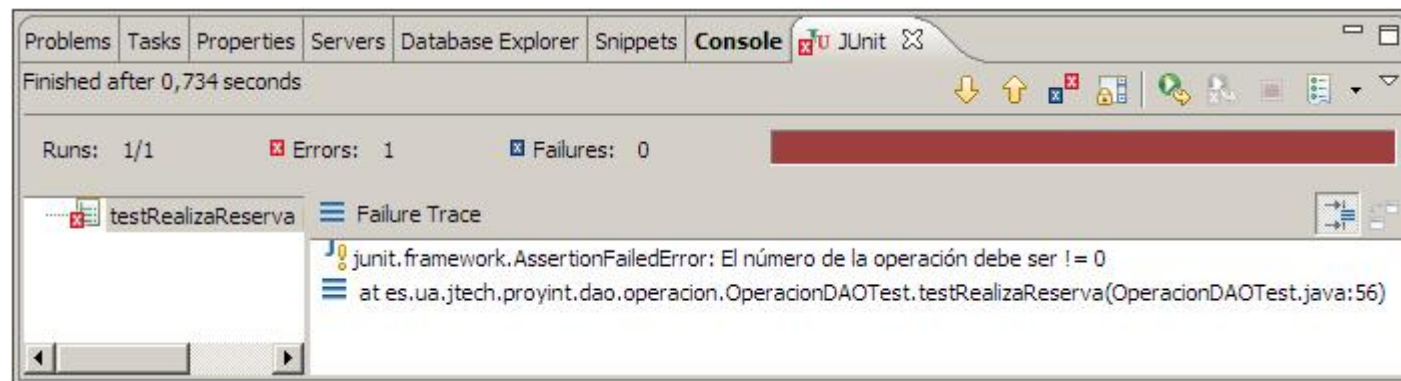 Problems Tasks Properties Servers Database Explorer Snippets Console JUnit
Finished after 0,734 seconds
Runs: 1/1 Errors: 1 Failures: 0
testRealizaReserva Failure Trace
junit.framework.AssertionFailedError: El número de la operación debe ser != 0
at es.ua.jtech.proyint.dao.operacion.OperacionDAOTest.testRealizaReserva(OperacionDAOTest.java:56)